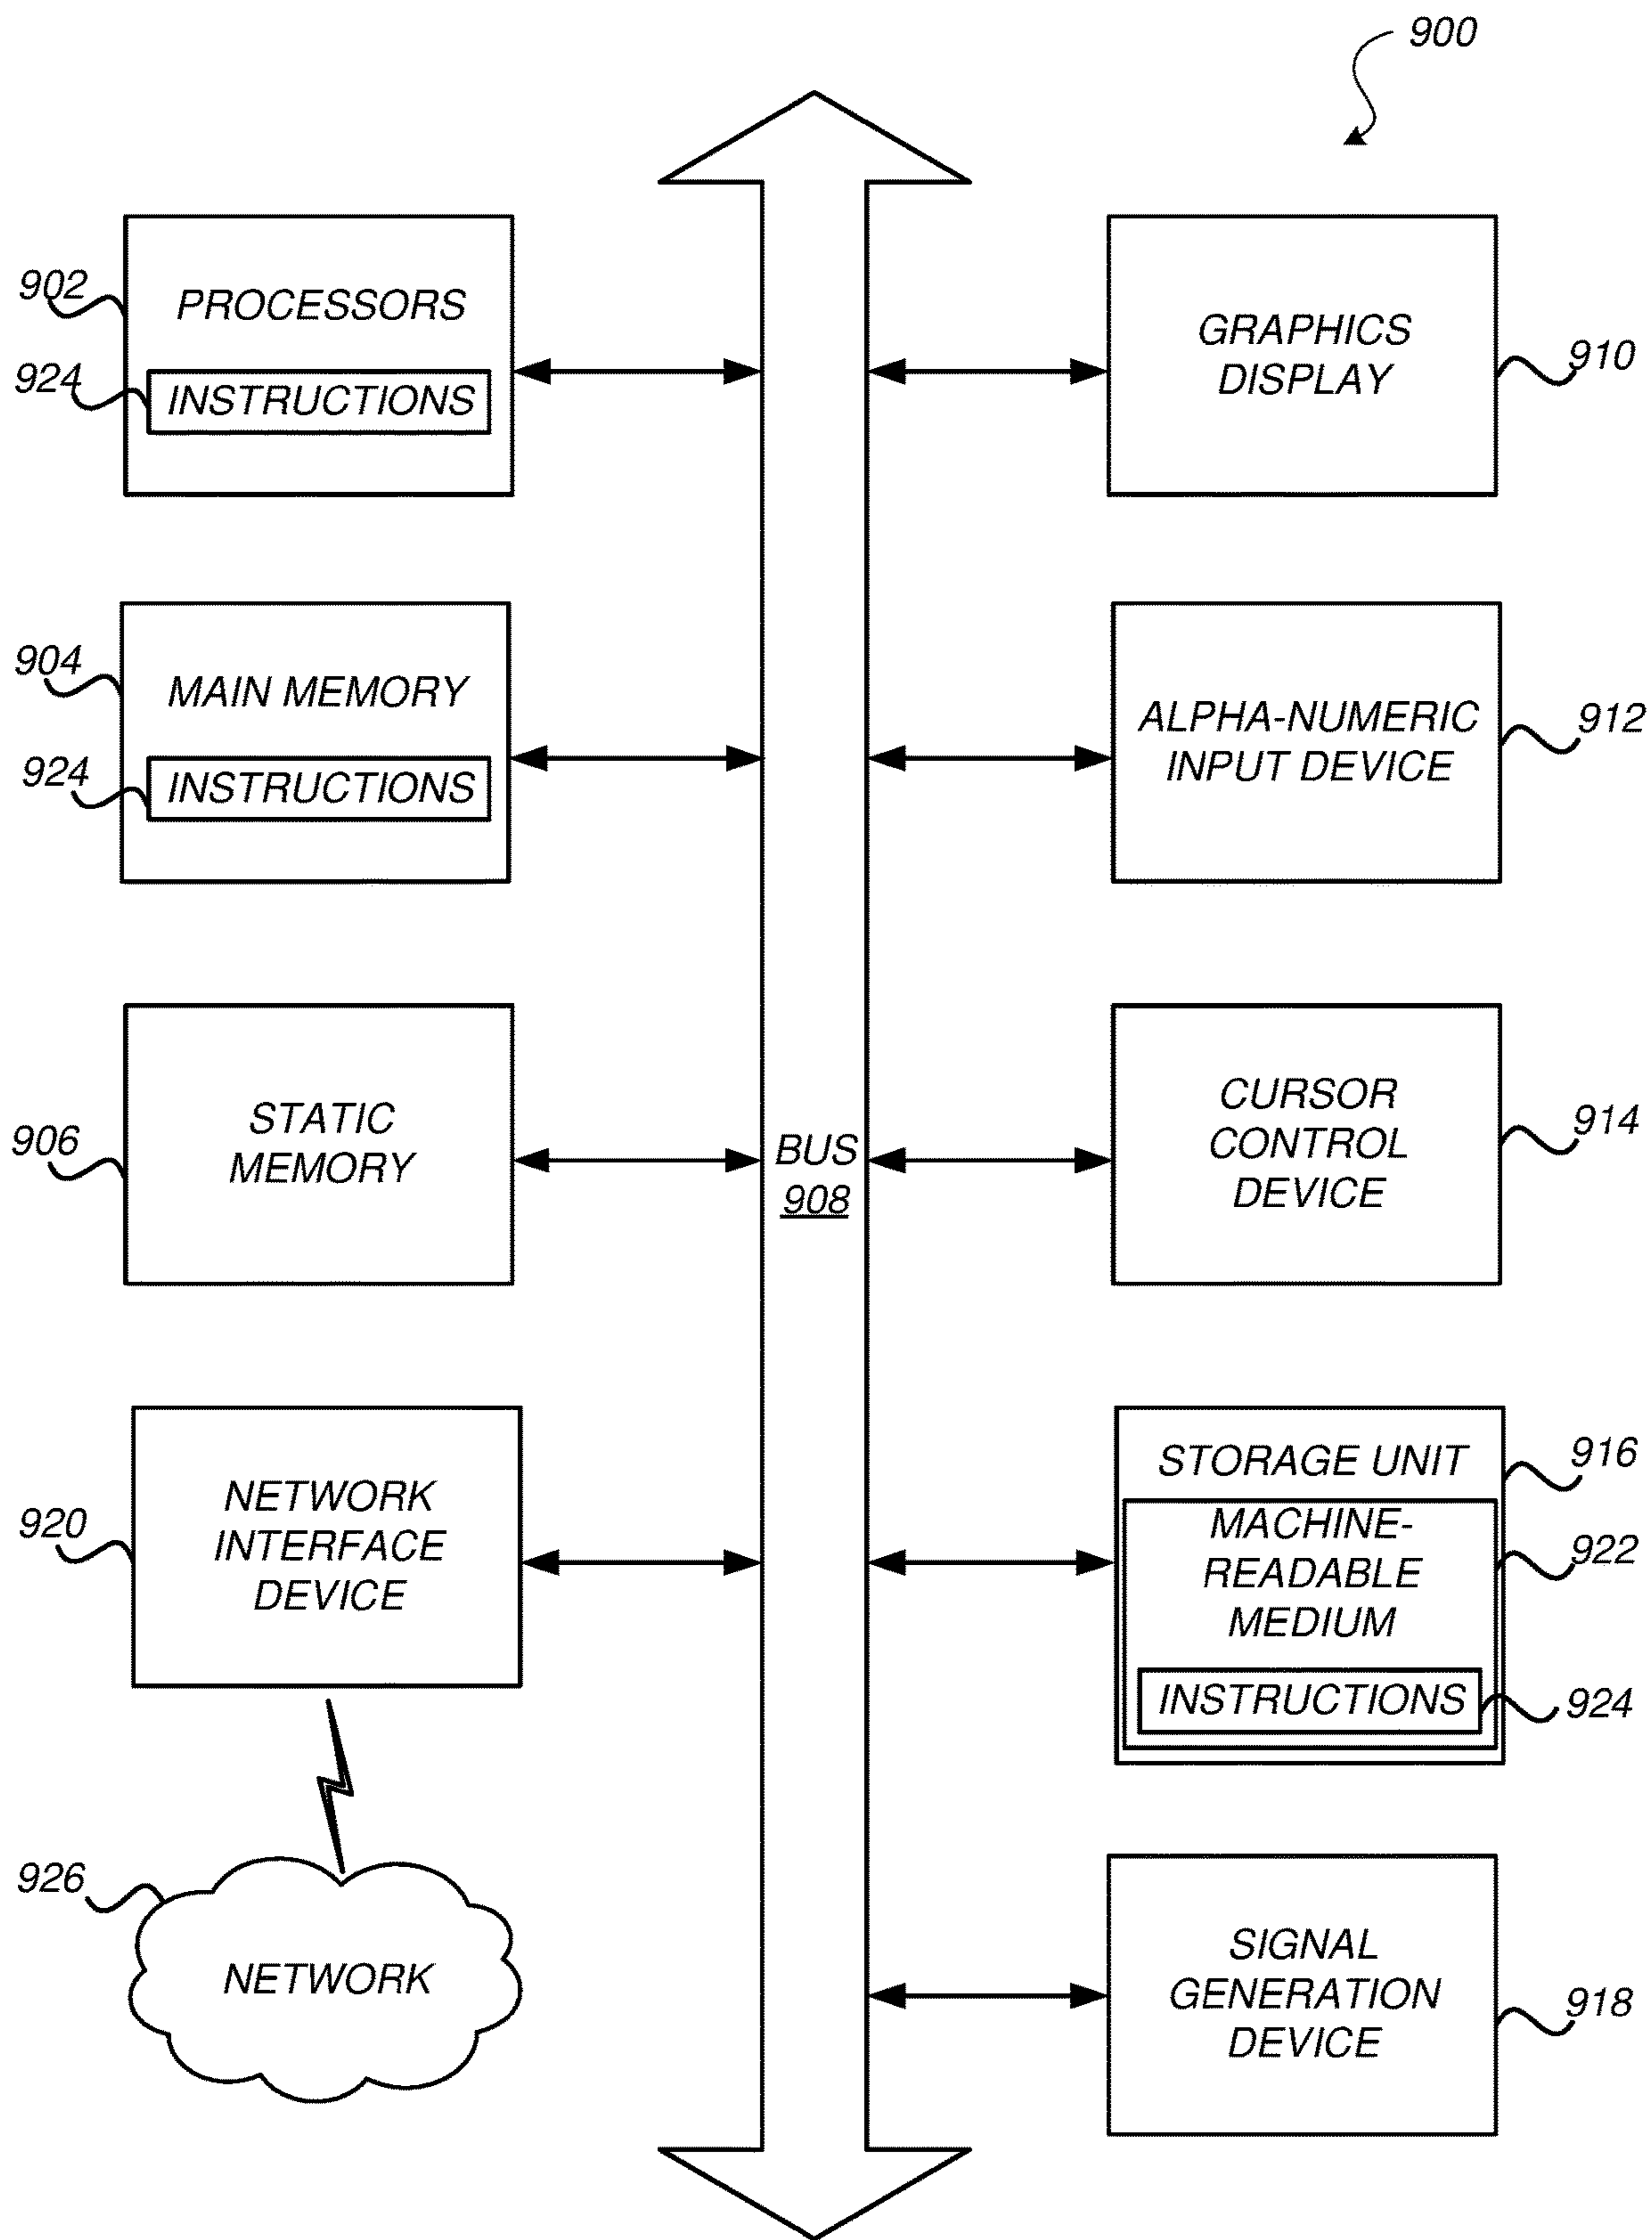 900
902
PROCESSORS
924
INSTRUCTIONS
904
MAIN MEMORY
924
INSTRUCTIONS
906
STATIC
MEMORY
920
NETWORK
INTERFACE
DEVICE
926
NETWORK
BUS
908
GRAPHICS
DISPLAY
910
ALPHA-NUMERIC
INPUT DEVICE
912
CURSOR
CONTROL
DEVICE
914
STORAGE UNIT
916
MACHINE-
READABLE
MEDIUM
922
INSTRUCTIONS
924
SIGNAL
GENERATION
DEVICE
918